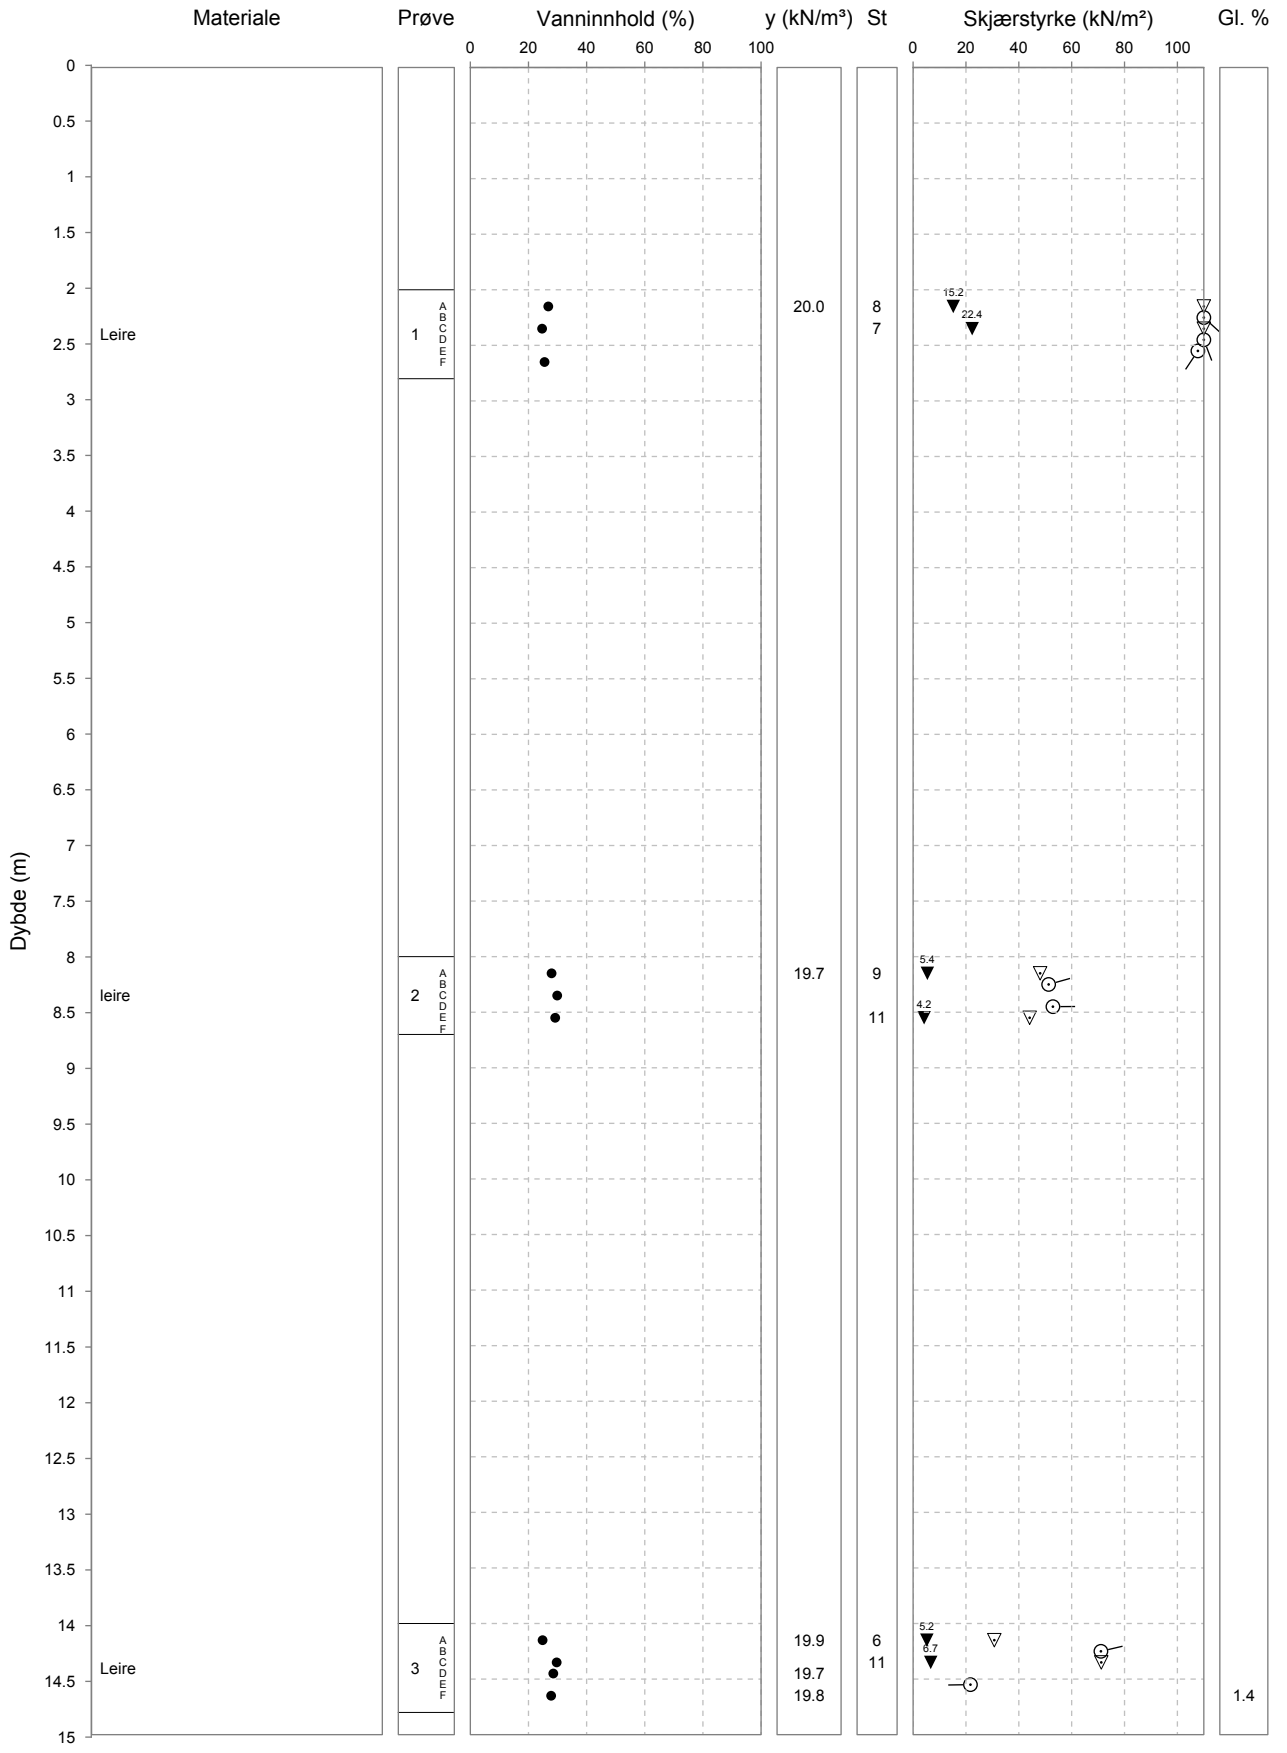 Materiale Prøve Vanninnhold (%) y (kN/m³) St Skjærstyrke (kN/m²) Gl. %
0 20 40 60 80 100 0 20 40 60 80 100
0
0.5
1
1.5
2
15.2
A 20.0 8
B 22.4
Leire 1 C 7
D
2.5
E
F
3
3.5
4
4.5
5
5.5
6
6.5
7
7.5
Dybde (m)
8
5.4
A 19.7 9
B
leire 2 C
D 4.2
8.5 E 11
F
9
9.5
10
10.5
11
11.5
12
12.5
13
13.5
14
5.2
A 19.9 6
B 6.7
C 11
Leire 3 D 19.7
14.5 E
F 19.8 1.4
15